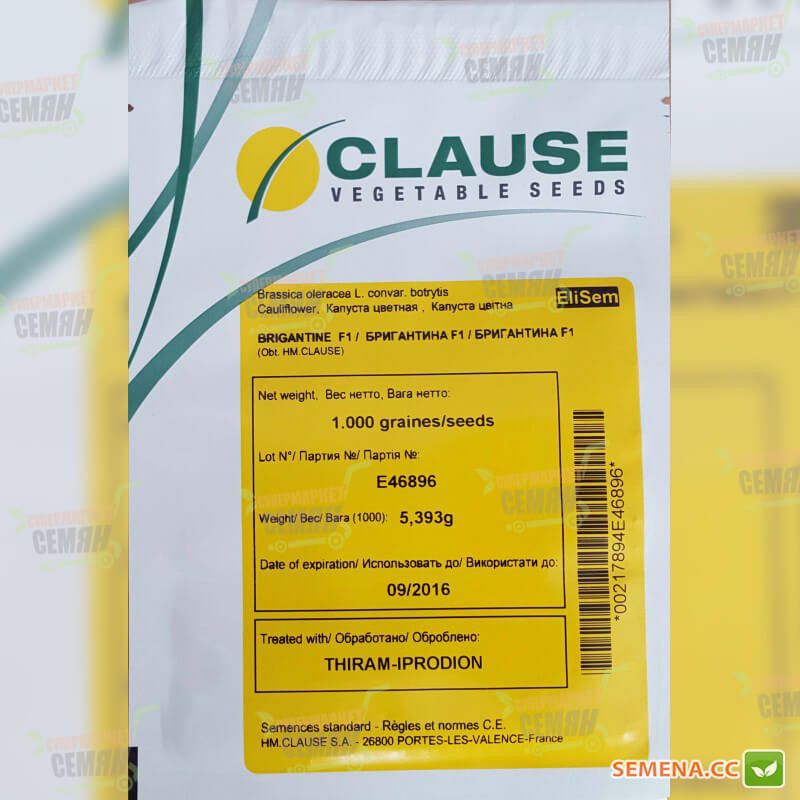 CLAUSE
VEGETABLE SEEDS
Brassica oleracea L. convar. botrytis
EliSem
Cauliflower, Капуста цветная , Капуста цвітна
BRIGANTINE F1 / БРИГАНТИНА F1 / БРИГАНТИНА F1
(Obt. HM.CLAUSE)
Net weight, Вес нетто, Вага нетто:
1.000 graines/seeds
Lot N°/ Партия №/ Партія №:
E46896
Weight/ Вес/ Вага (1000): 5,393g
Date of expiration/ Использовать до/ Використати до:
09/2016
Treated with/ Обработано/ Оброблено:
THIRAM-IPRODION
*00217894E46896*
Semences standard - Règles et normes C.E.
HM.CLAUSE S.A. - 26800 PORTES-LES-VALENCE-France
СУПЕРМАРКЕТ
СЕМЯН
SEMENA.CC